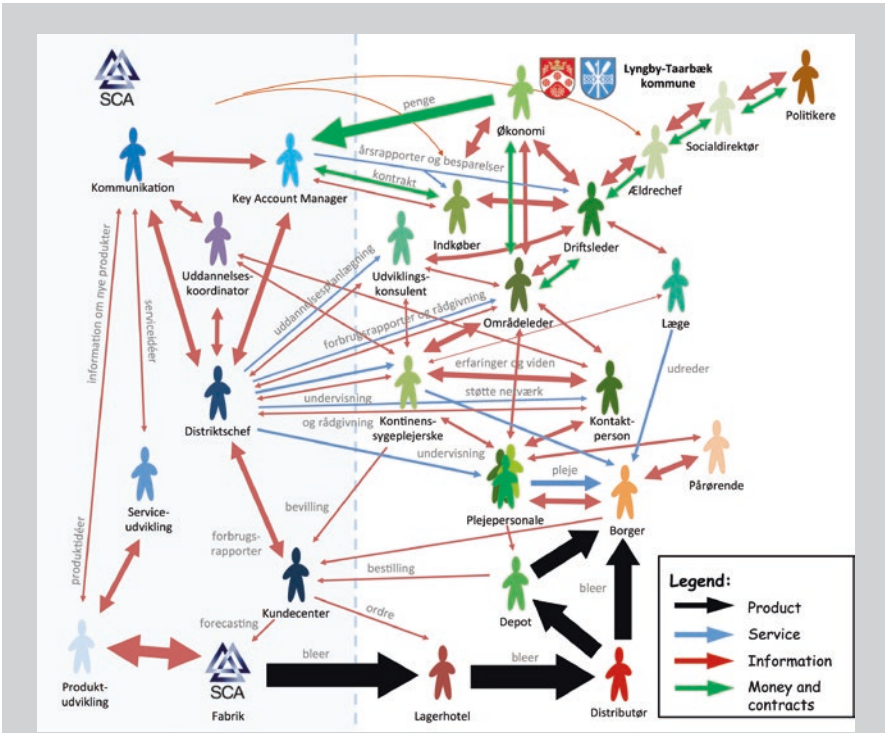 SCA
Lyngby-Taarbæk
kommune
penge
Økonomi
Politikere
Socialdirektør
Ældrechef
Kommunikation
årsrapporter og besparelser
Key Account Manager
kontrakt
Indkøber
Driftsleder
Uddannelses-
koordinator
Udviklings-
konsulent
uddannelsesplanlægning
information om nye produkter
serviceidéer
forbrugsrapporter og rådgivning
Områdeleder
Læge
erfaringer og viden
udreder
undervisning
støtte netværk
Distriktschef
og rådgivning
Kontinens-
sygeplejerske
Kontakt-
person
undervisning
pleje
Pårørende
Service-
udvikling
bevilling
Plejepersonale
Borger
produktidéer
forbrugs-
rapporter
bestilling
bleer
Kundecenter
ordre
Depot
forecasting
bleer
bleer
Produkt-
udvikling
SCA
Fabrik
Lagerhotel
Distributør
Legend:
Product
Service
Information
Money and
contracts